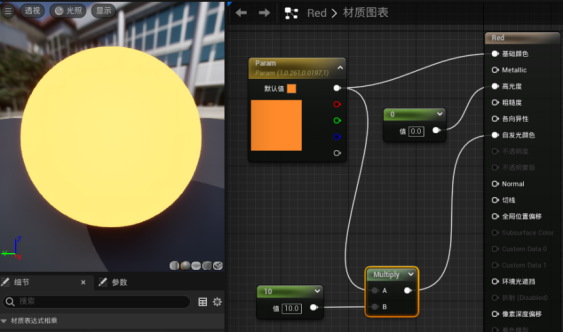 透视
光照
显示
Red > 材质图表
Param
Param (1,0.261,0.0197,1)
默认值
0
值 0.0
Multiply
A
B
10
值 10.0
Red
基础颜色
Metallic
高光度
粗糙度
各向异性
自发光颜色
不透明度
不透明蒙版
Normal
切线
全局位置偏移
Subsurface Color
Custom Data 0
Custom Data 1
环境光遮挡
折射 (Disabled)
像素深度偏移
细节
参数
搜索
材质表达式相乘
Z
Y